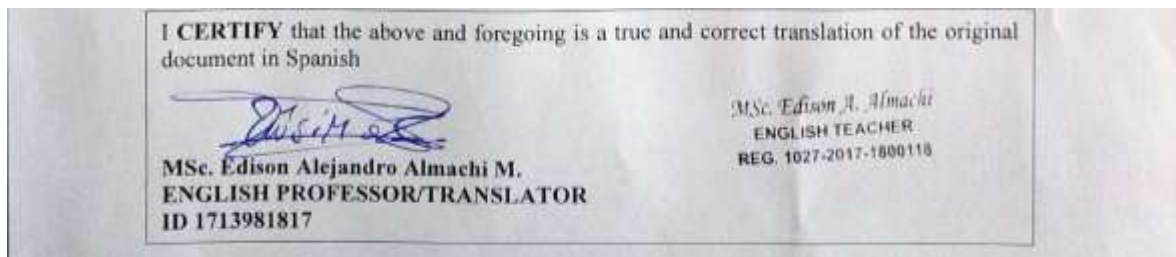 I CERTIFY that the above and foregoing is a true and correct translation of the original
document in Spanish
MSc. Edison A. Almachi
ENGLISH TEACHER
REG. 1027-2017-1800118
MSc. Edison Alejandro Almachi M.
ENGLISH PROFESSOR/TRANSLATOR
ID 1713981817